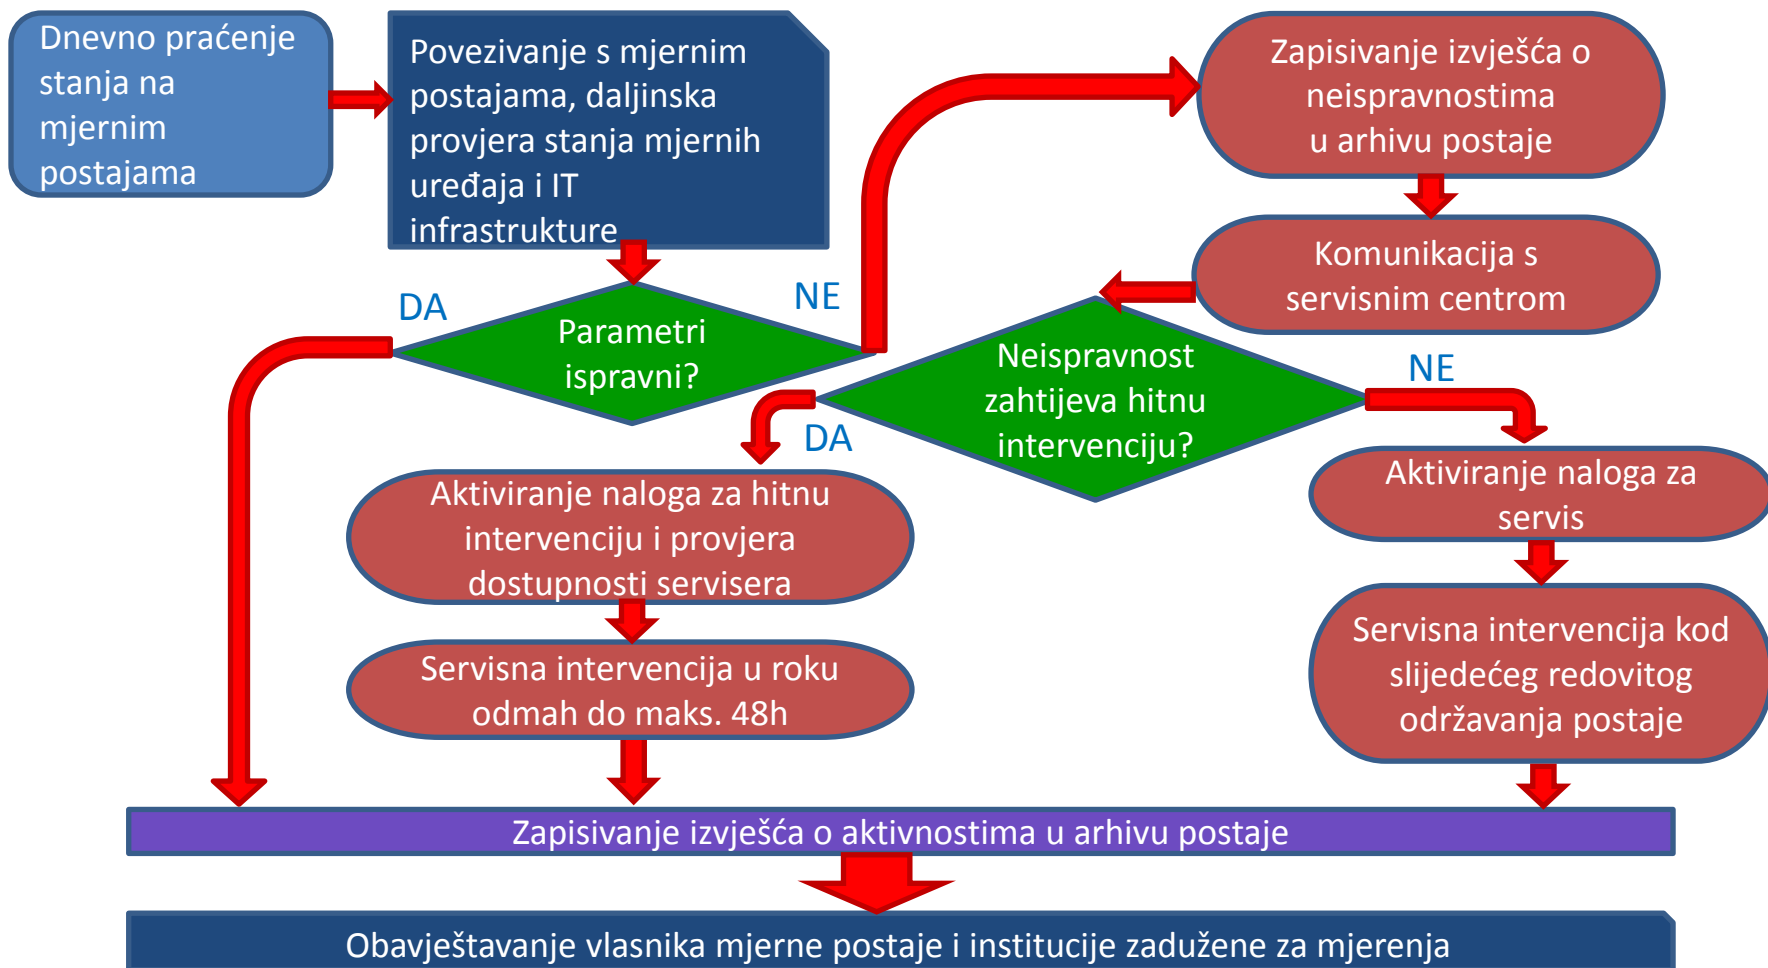 Dnevno praćenje
stanja na
mjernim
postajama
Povezivanje s mjernim
postajama, daljinska
provjera stanja mjernih
uređaja i IT
infrastrukture
Zapisivanje izvješća o
neispravnostima
u arhivu postaje
Komunikacija s
servisnim centrom
DA
NE
Parametri
ispravni?
Neispravnost
zahtijeva hitnu
intervenciju?
NE
DA
Aktiviranje naloga za hitnu
intervenciju i provjera
dostupnosti servisera
Aktiviranje naloga za
servis
Servisna intervencija u roku
odmah do maks. 48h
Servisna intervencija kod
slijedećeg redovitog
održavanja postaje
Zapisivanje izvješća o aktivnostima u arhivu postaje
Obavještavanje vlasnika mjerne postaje i institucije zadužene za mjerenja